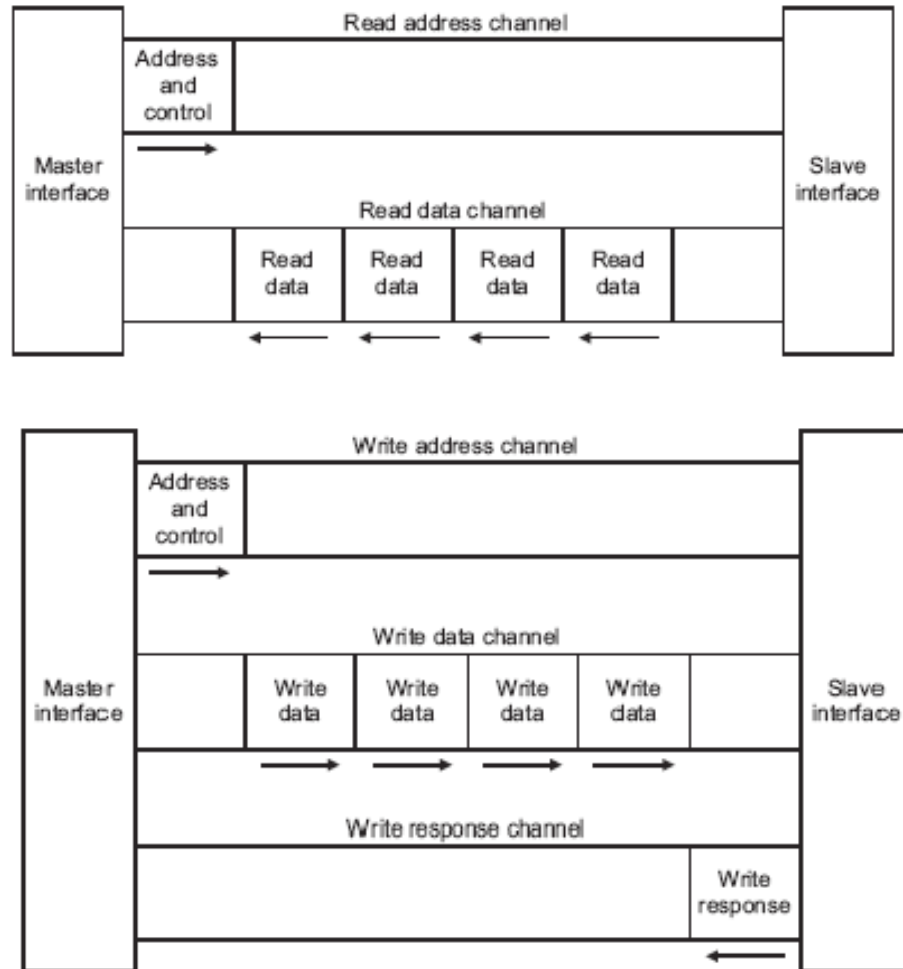 Read address channel
Address
and
control
Master
interface
Slave
interface
Read data channel
Read
data
Read
data
Read
data
Read
data
Write address channel
Address
and
control
Write data channel
Master
interface
Write
data
Write
data
Write
data
Write
data
Slave
interface
Write response channel
Write
response